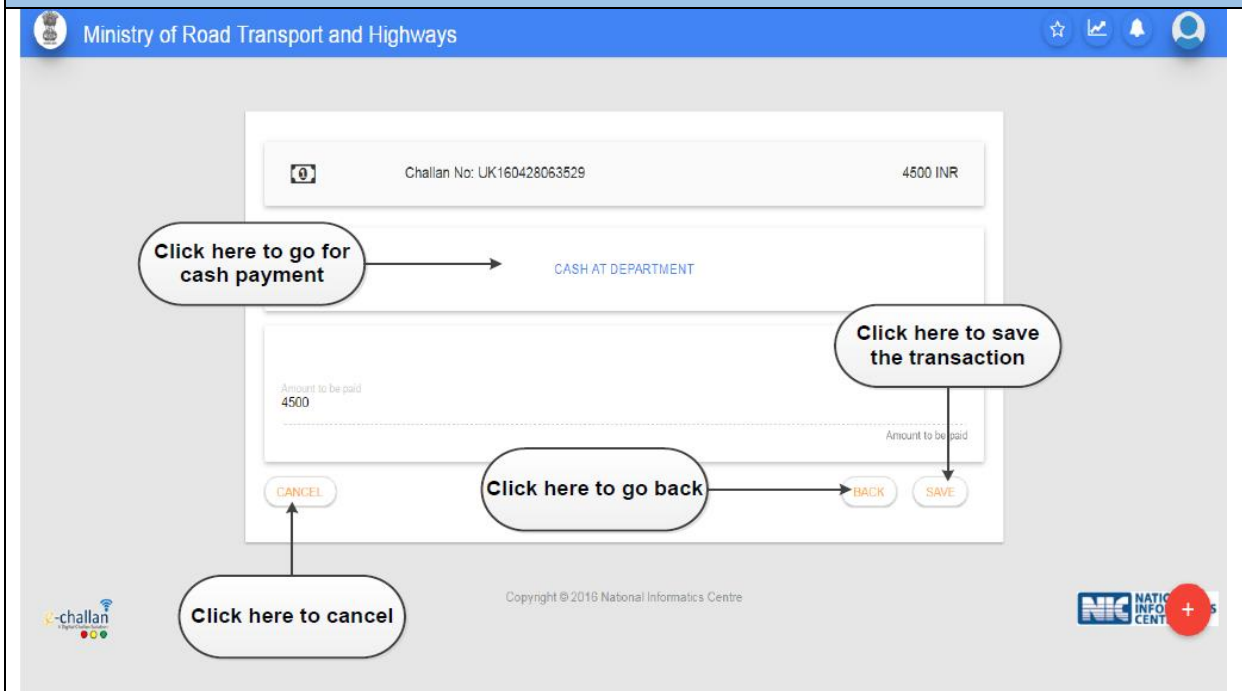 Ministry of Road Transport and Highways
Challan No: UK160428063529 4500 INR
Click here to go for
cash payment
CASH AT DEPARTMENT
Click here to save
the transaction
Amount to be paid
4500
Amount to be paid
Click here to go back
CANCEL
BACK
SAVE
Click here to cancel
Copyright © 2016 National Informatics Centre
e-challan
NIC
+